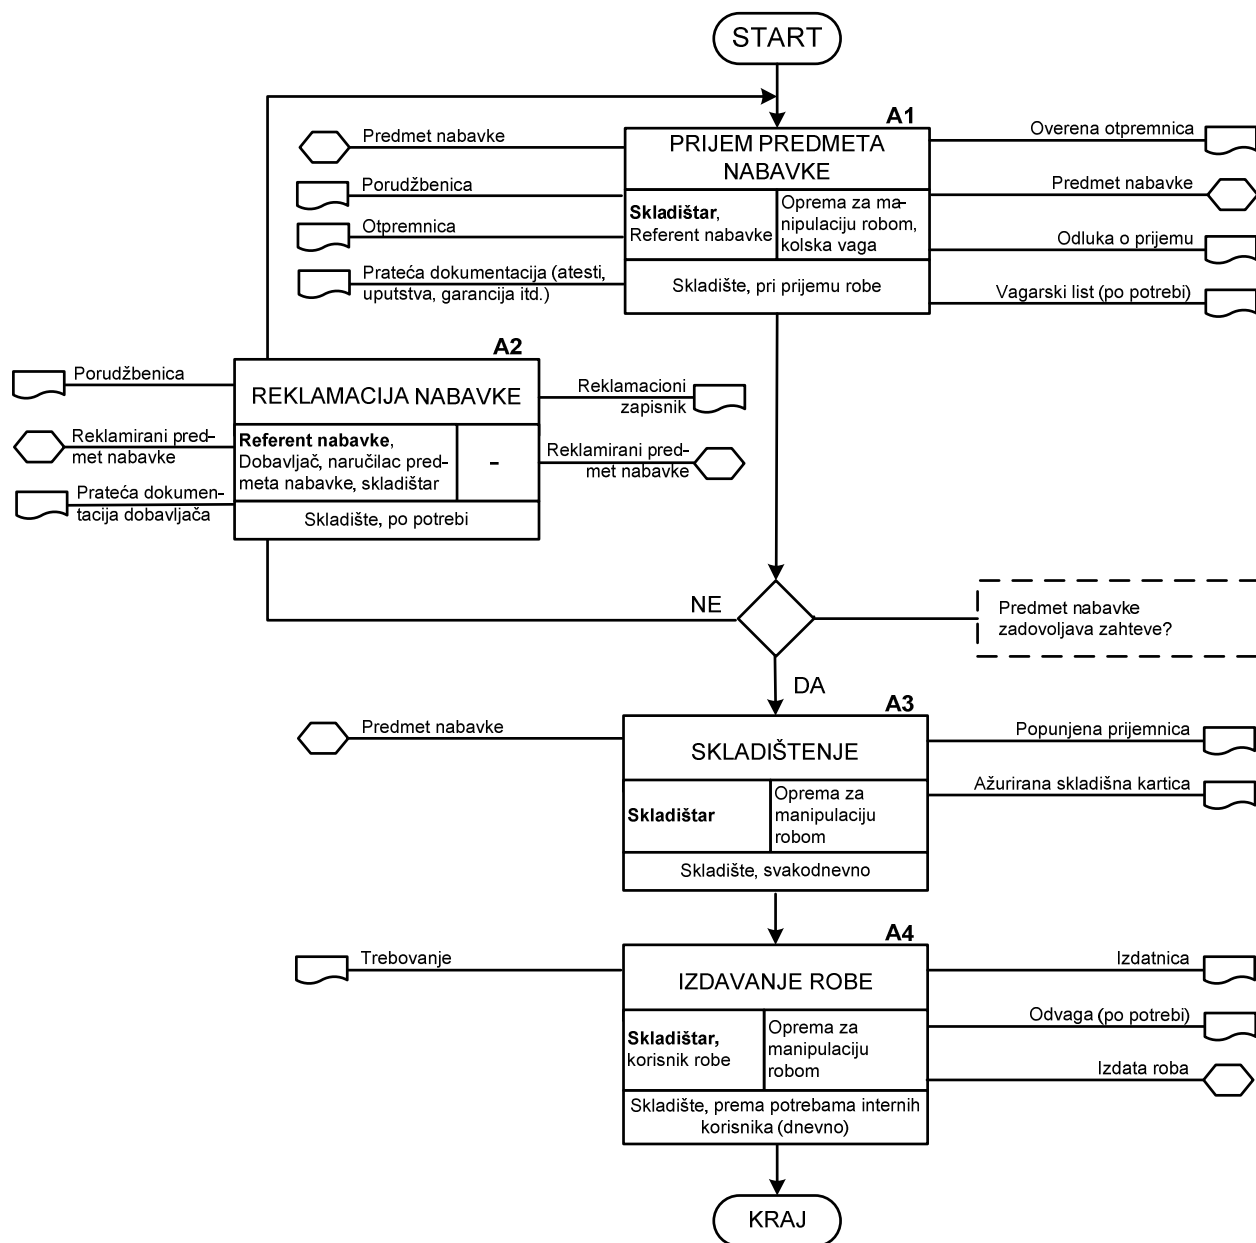 START
A1
Predmet nabavke
Porudžbenica
Otpremnica
Prateća dokumentacija (atesti,
uputstva, garancija itd.)
PRIJEM PREDMETA
NABAVKE
Skladištar,
Referent nabavke
Oprema za ma-
nipulaciju robom,
kolska vaga
Skladište, pri prijemu robe
Overena otpremnica
Predmet nabavke
Odluka o prijemu
Vagarski list (po potrebi)
A2
Porudžbenica
Reklamirani pred-
met nabavke
Prateća dokumen-
tacija dobavljača
REKLAMACIJA NABAVKE
Referent nabavke,
Dobavljač, naručilac pred-
meta nabavke, skladištar
-
Skladište, po potrebi
Reklamacioni
zapisnik
Reklamirani pred-
met nabavke
NE
Predmet nabavke
zadovoljava zahteve?
DA
A3
Predmet nabavke
SKLADIŠTENJE
Skladištar
Oprema za
manipulaciju
robom
Skladište, svakodnevno
Popunjena prijemnica
Ažurirana skladišna kartica
A4
Trebovanje
IZDAVANJE ROBE
Skladištar,
korisnik robe
Oprema za
manipulaciju
robom
Skladište, prema potrebama internih
korisnika (dnevno)
Izdatnica
Odvaga (po potrebi)
Izdata roba
KRAJ